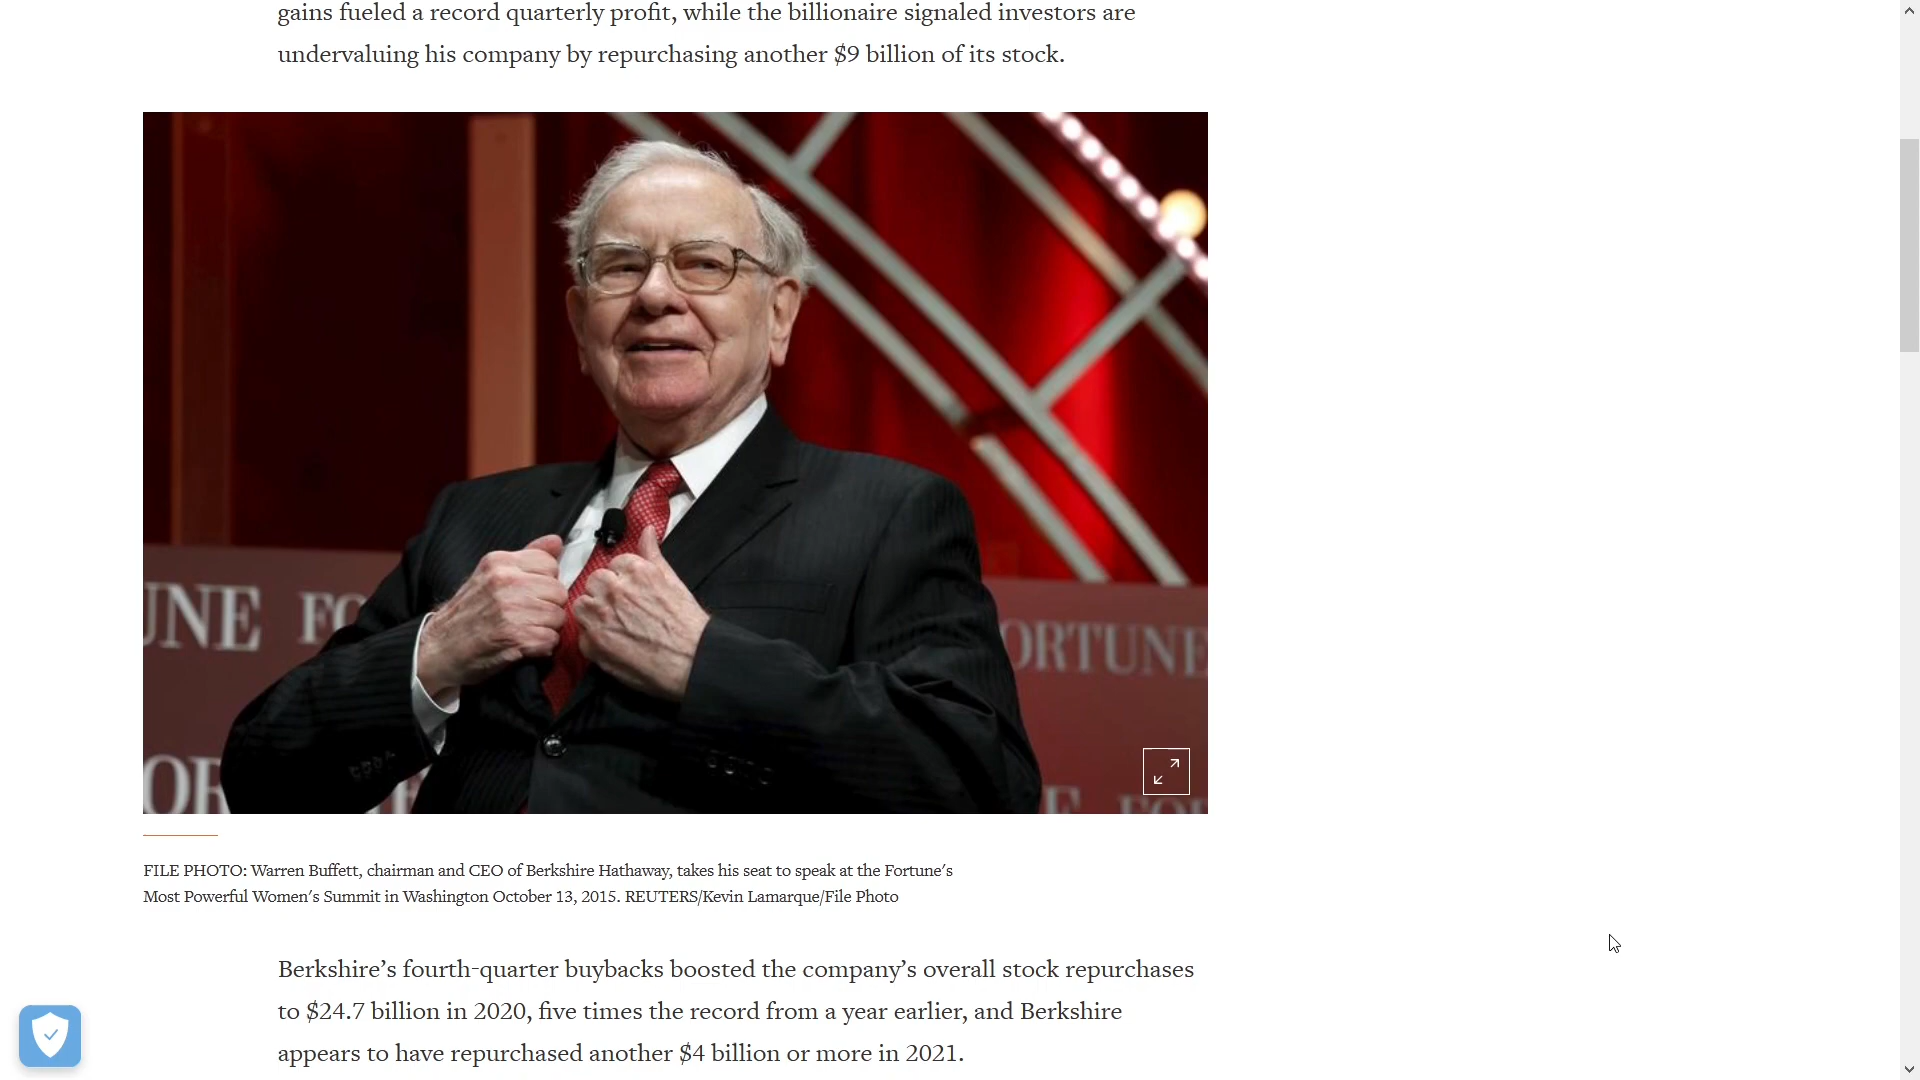 gains fueled a record quarterly profit, while the billionaire signaled investors are
undervaluing his company by repurchasing another $9 billion of its stock.
UNE FO
ORTUNE
OR
E FOR
FILE PHOTO: Warren Buffett, chairman and CEO of Berkshire Hathaway, takes his seat to speak at the Fortune's
Most Powerful Women's Summit in Washington October 13, 2015. REUTERS/Kevin Lamarque/File Photo
Berkshire’s fourth-quarter buybacks boosted the company’s overall stock repurchases
to $24.7 billion in 2020, five times the record from a year earlier, and Berkshire
appears to have repurchased another $4 billion or more in 2021.